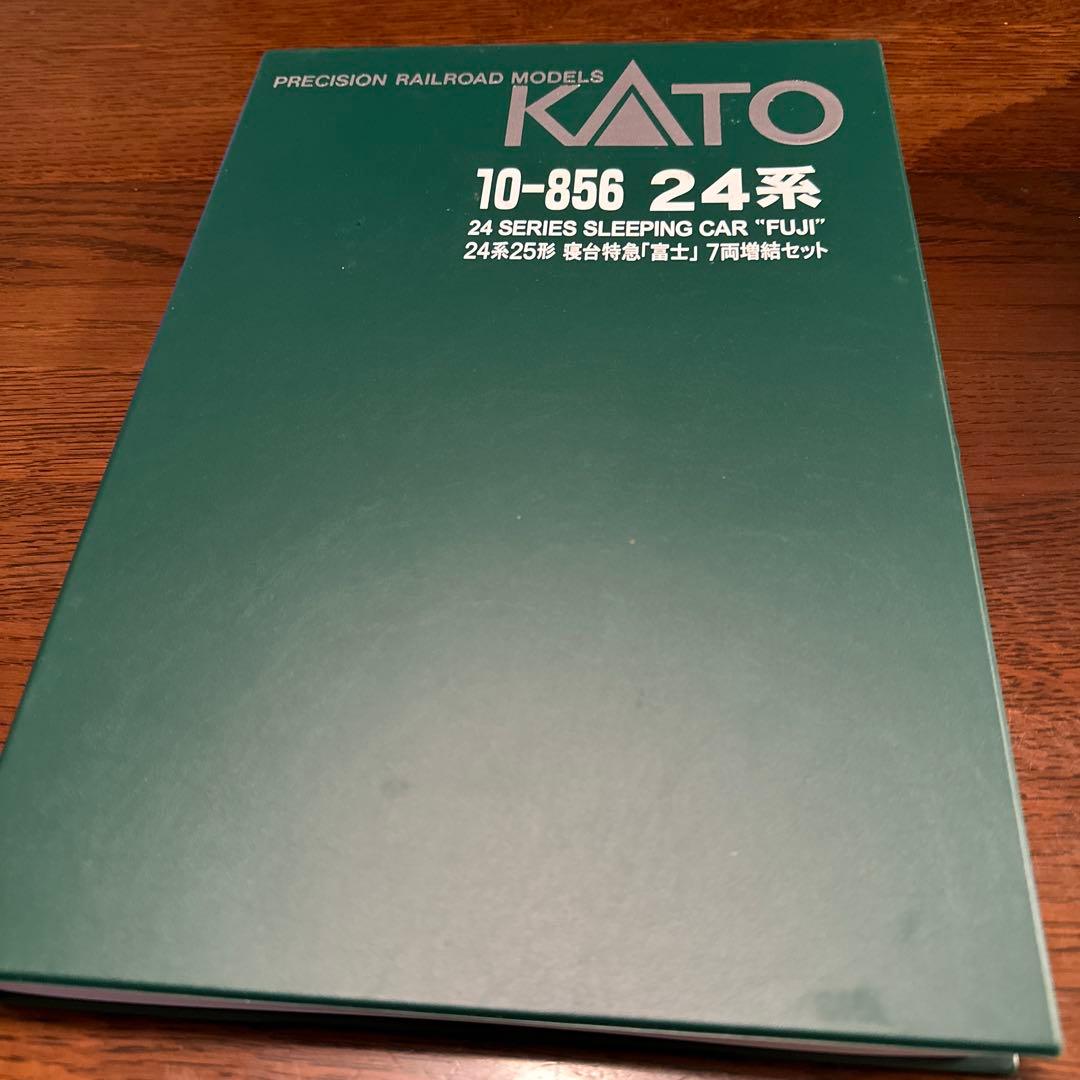 PRECISION RAILROAD MODELS
KATO
10-856 24系
24 SERIES SLEEPING CAR "FUJI"
24系25形 寝台特急「富士」 7両増結セット